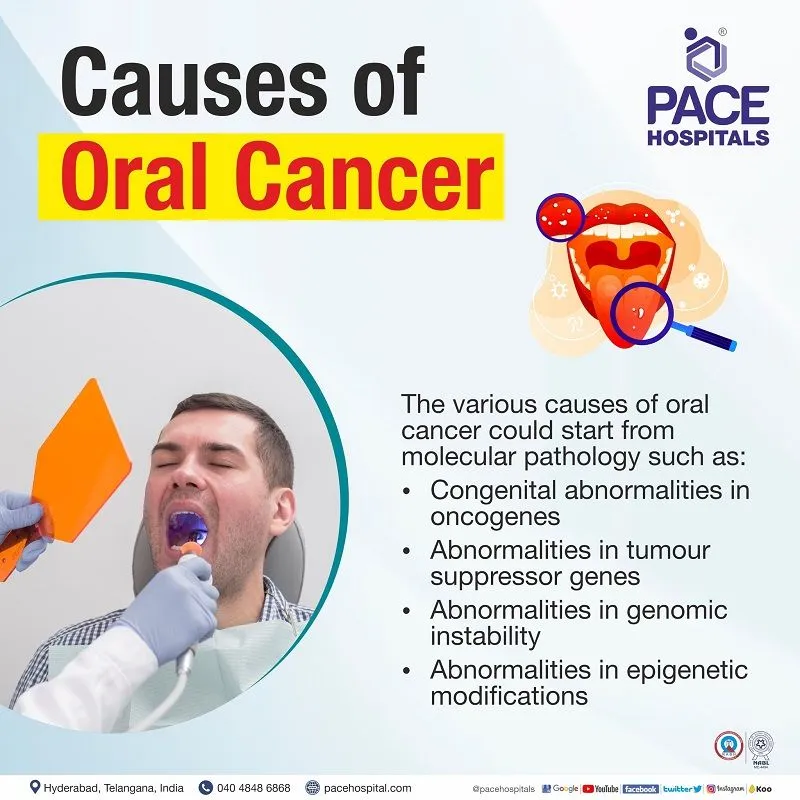 Causes of
Oral Cancer
®
PACE
HOSPITALS
The various causes of oral
cancer could start from
molecular pathology such as:
• Congenital abnormalities in
oncogenes
• Abnormalities in tumour
suppressor genes
• Abnormalities in genomic
instability
• Abnormalities in epigenetic
modifications
NABL
Hyderabad, Telangana, India 040 4848 6868 pacehospital.com @pacehospitals Google YouTube facebook twitter Instagram Koo